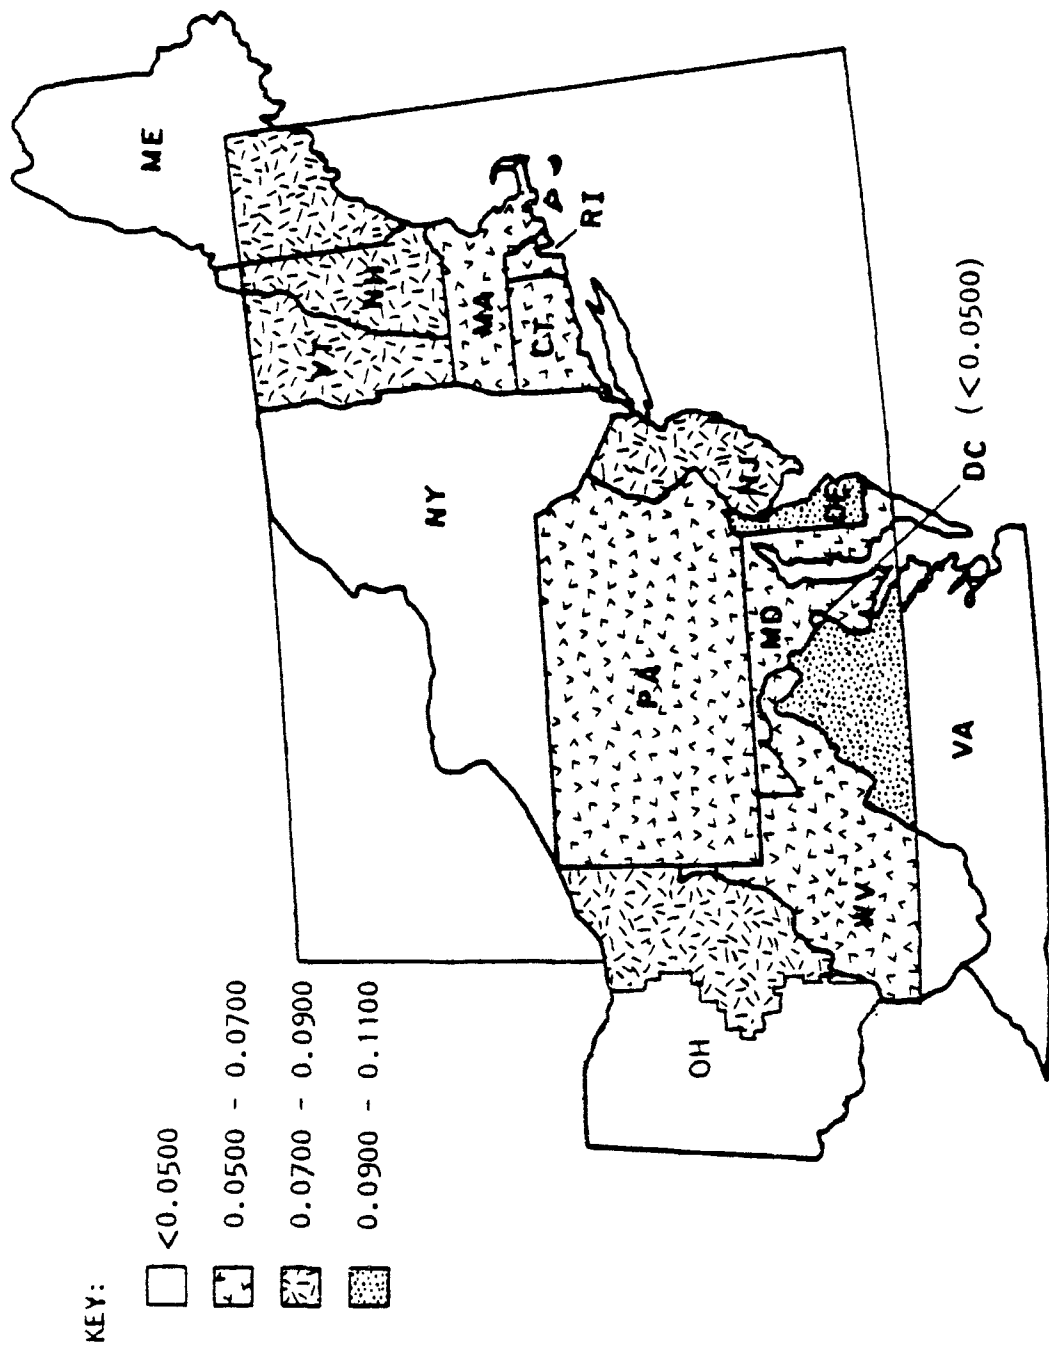 KEY:
<0.0500
0.0500 - 0.0700
0.0700 - 0.0900
0.0900 - 0.1100
ME
VT
NH
MA
CT
RI
NY
NJ
PA
DE
MD
DC (<0.0500)
OH
WV
VA